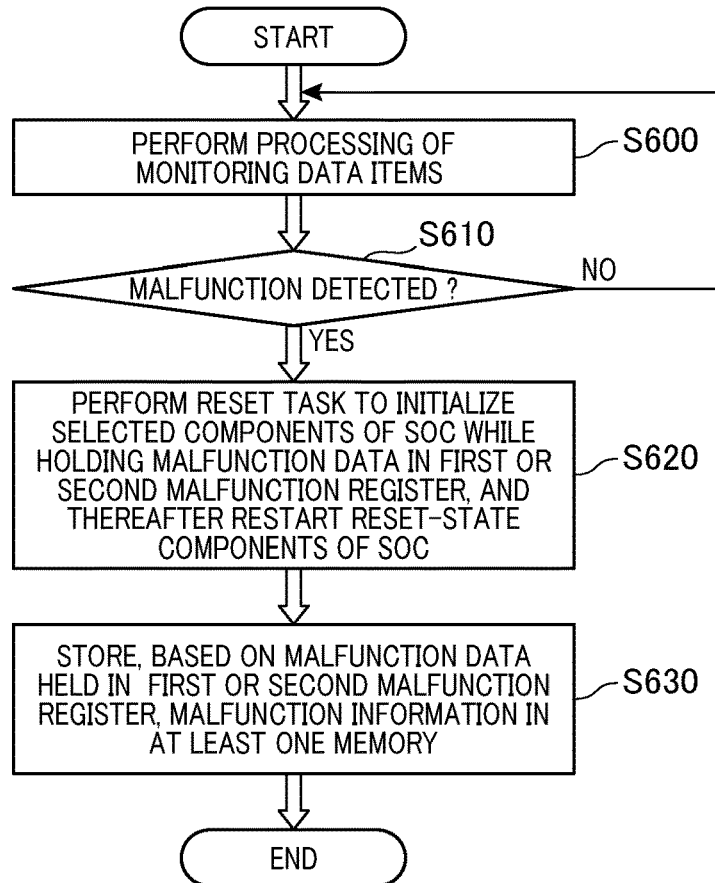 START
PERFORM PROCESSING OF
MONITORING DATA ITEMS
S600
S610
MALFUNCTION DETECTED ?
NO
YES
PERFORM RESET TASK TO INITIALIZE
SELECTED COMPONENTS OF SOC WHILE
HOLDING MALFUNCTION DATA IN FIRST OR
SECOND MALFUNCTION REGISTER, AND
THEREAFTER RESTART RESET-STATE
COMPONENTS OF SOC
S620
STORE, BASED ON MALFUNCTION DATA
HELD IN FIRST OR SECOND MALFUNCTION
REGISTER, MALFUNCTION INFORMATION IN
AT LEAST ONE MEMORY
S630
END